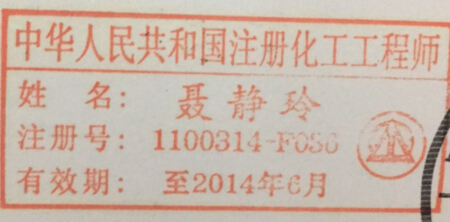 中华人民共和国注册化工工程师
姓 名: 聂静玲
注册号: 1100314-F036
有效期: 至2014年6月